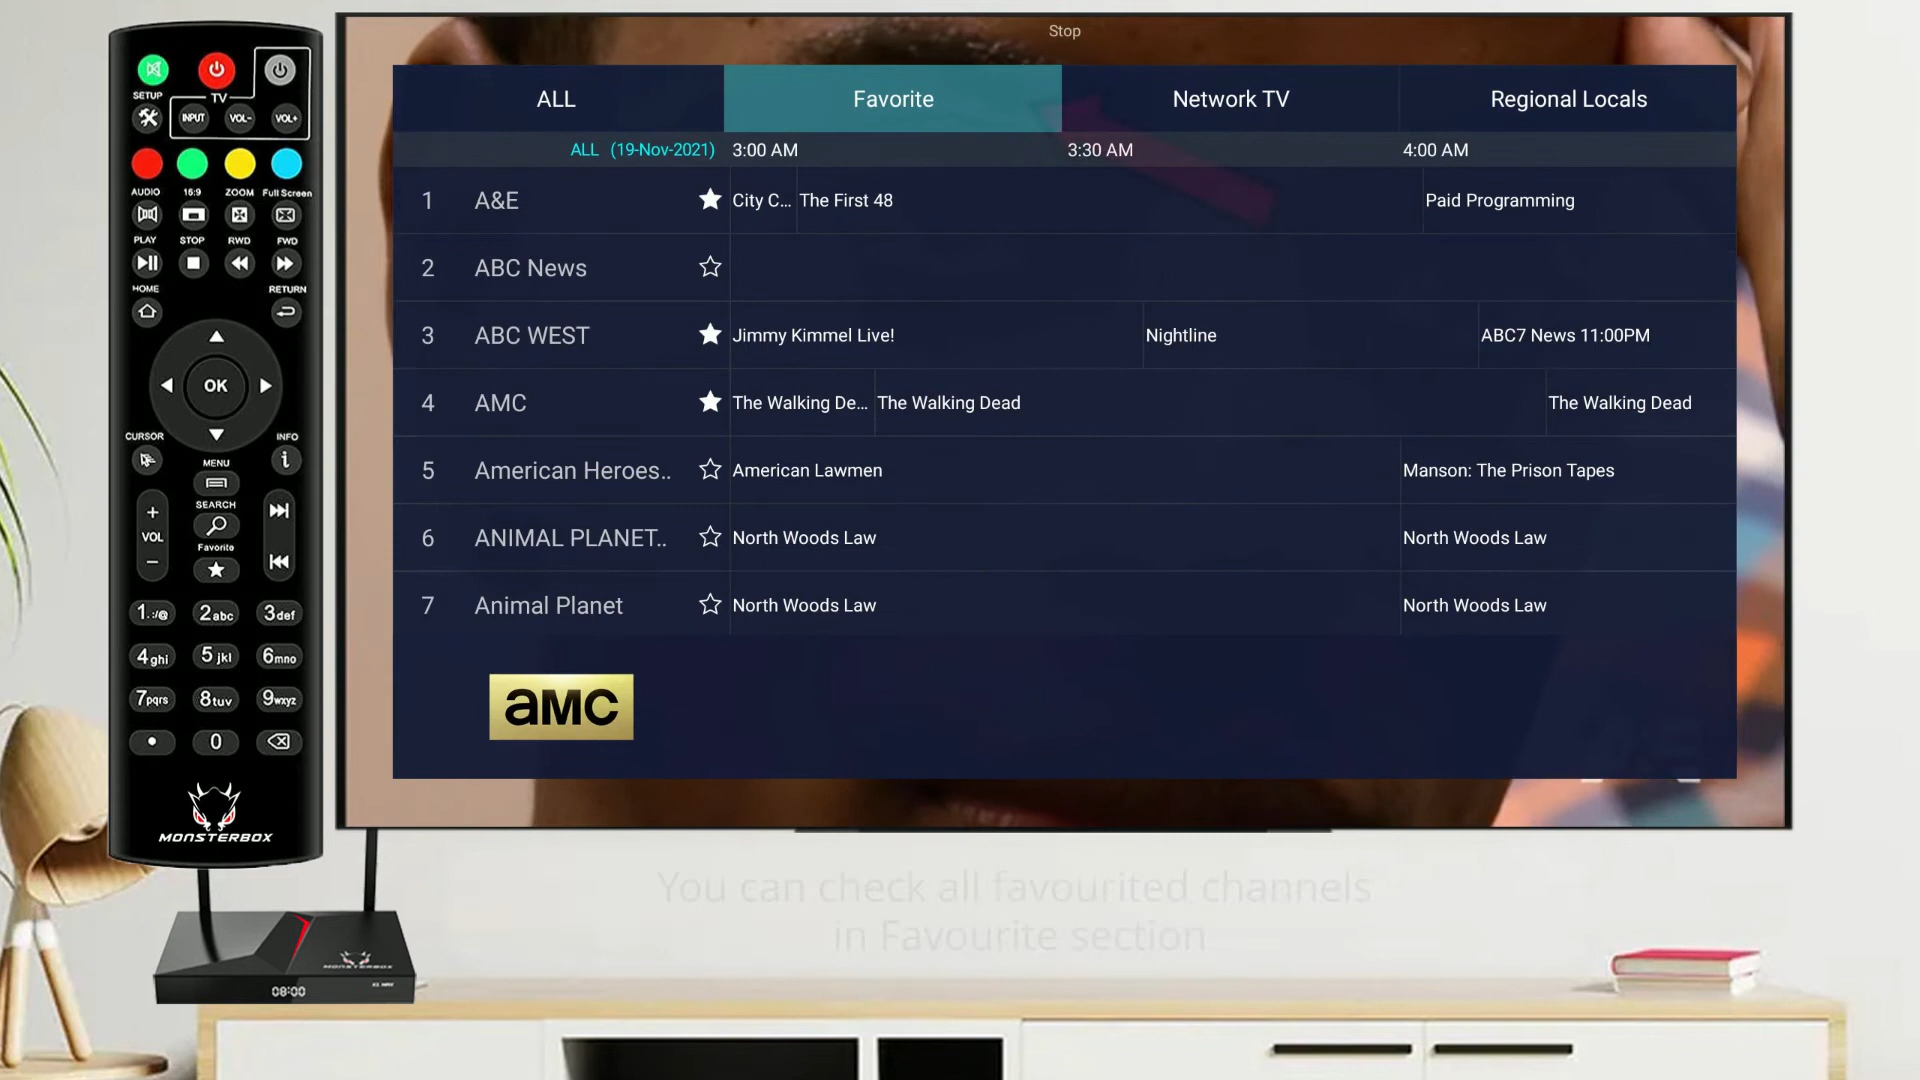 Stop
ALL Favorite Network TV Regional Locals
ALL (19-Nov-2021) 3:00 AM 3:30 AM 4:00 AM
1 A&E City C... The First 48 Paid Programming
2 ABC News
3 ABC WEST Jimmy Kimmel Live! Nightline ABC7 News 11:00PM
4 AMC The Walking De... The Walking Dead The Walking Dead
5 American Heroes.. American Lawmen Manson: The Prison Tapes
6 ANIMAL PLANET.. North Woods Law North Woods Law
7 Animal Planet North Woods Law North Woods Law
aMC
You can check all favourited channels
in Favourite section
SETUP TV
INPUT VOL- VOL+
AUDIO 16:9 ZOOM Full Screen
PLAY STOP RWD FWD
HOME RETURN
OK
CURSOR INFO
MENU
SEARCH
VOL
Favorite
1.:/@ 2abc 3def
4ghi 5jkl 6mno
7pqrs 8tuv 9wxyz
0
MONSTERBOX
MONSTERBOX
08:00